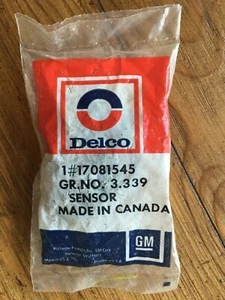 Delco
1#17081545
GR.NO. 3.339
SENSOR
MADE IN CANADA
GM